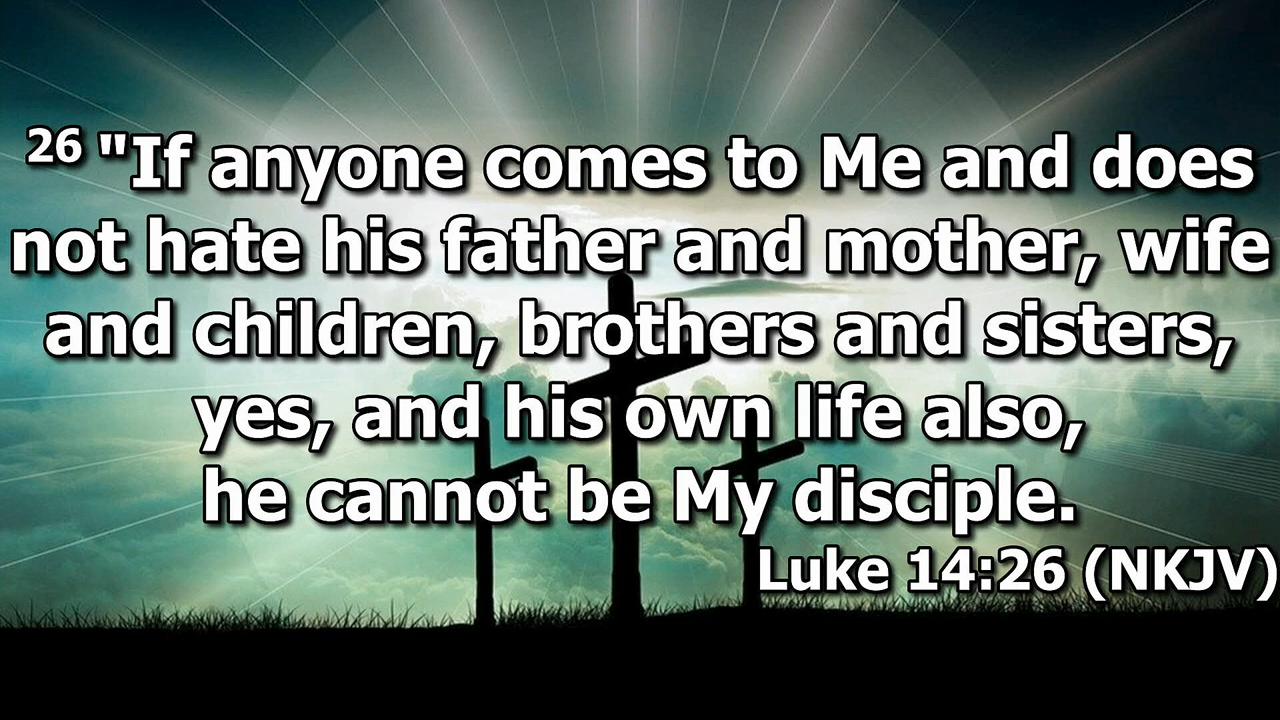 26 "If anyone comes to Me and does
not hate his father and mother, wife
and children, brothers and sisters,
yes, and his own life also,
he cannot be My disciple.
Luke 14:26 (NKJV)